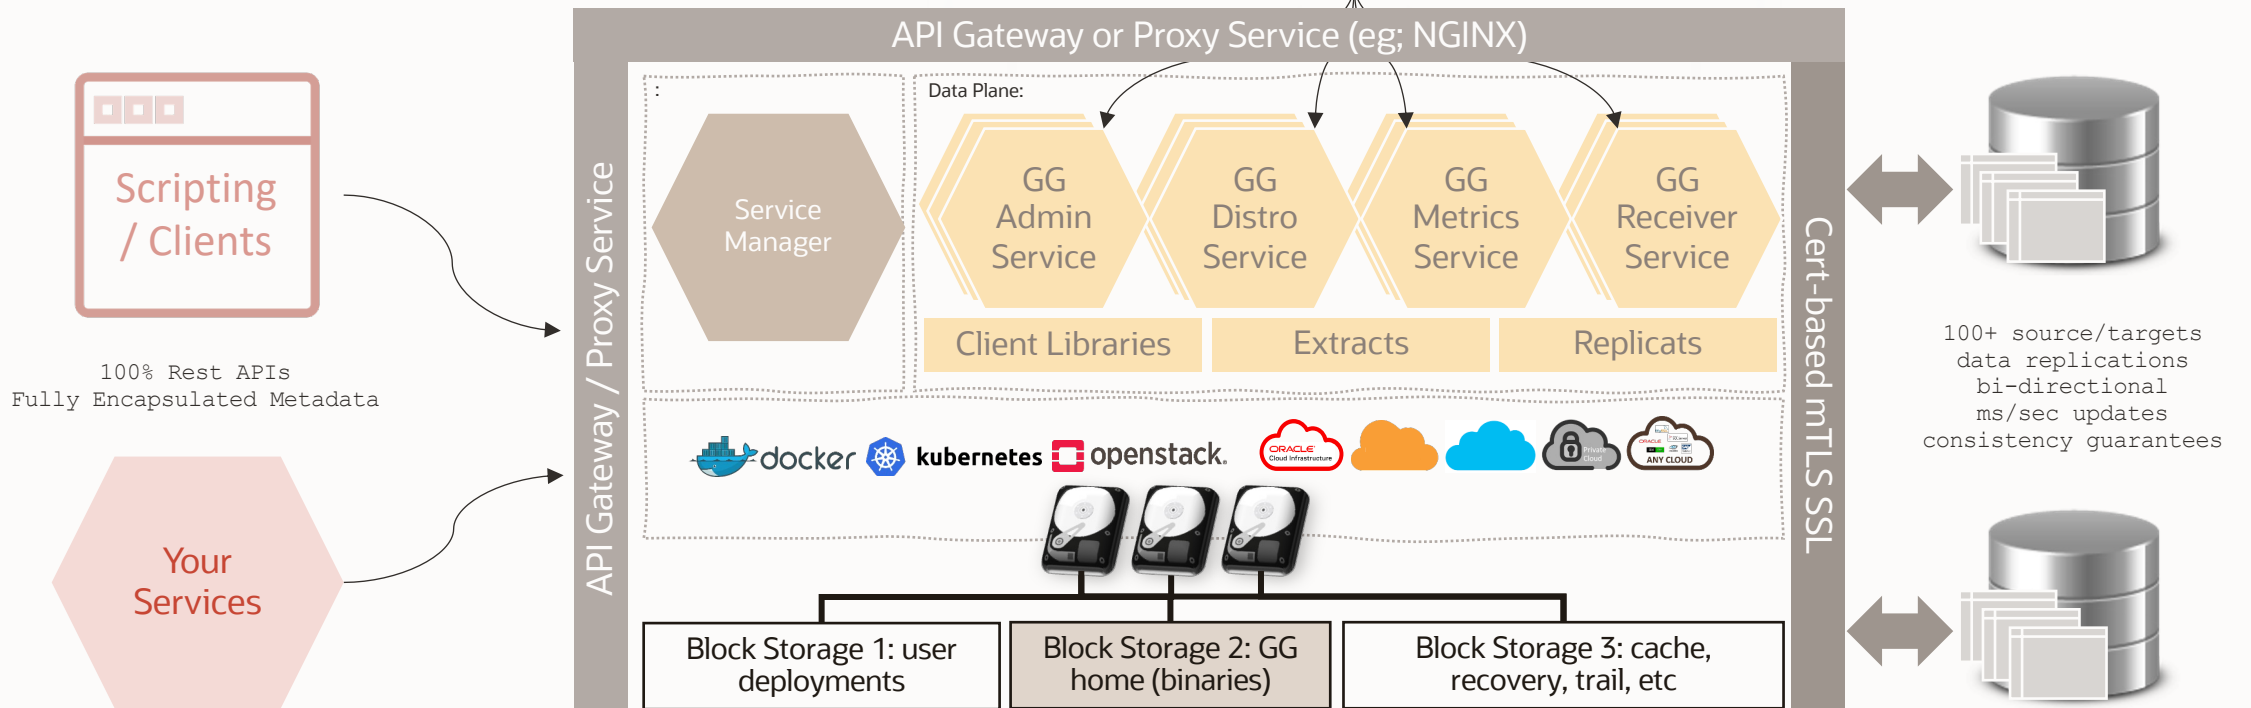 API Gateway or Proxy Service (eg; NGINX)
Scripting
/ Clients
100% Rest APIs
Fully Encapsulated Metadata
Your
Services
API Gateway / Proxy Service
:
Service
Manager
Data Plane:
GG
Admin
Service
GG
Distro
Service
GG
Metrics
Service
GG
Receiver
Service
Client Libraries
Extracts
Replicats
docker
kubernetes
openstack.
ORACLE
Cloud Infrastructure
Private
Cloud
ORACLE
ANY CLOUD
Block Storage 1: user
deployments
Block Storage 2: GG
home (binaries)
Block Storage 3: cache,
recovery, trail, etc
Cert-based mTLS SSL
100+ source/targets
data replications
bi-directional
ms/sec updates
consistency guarantees